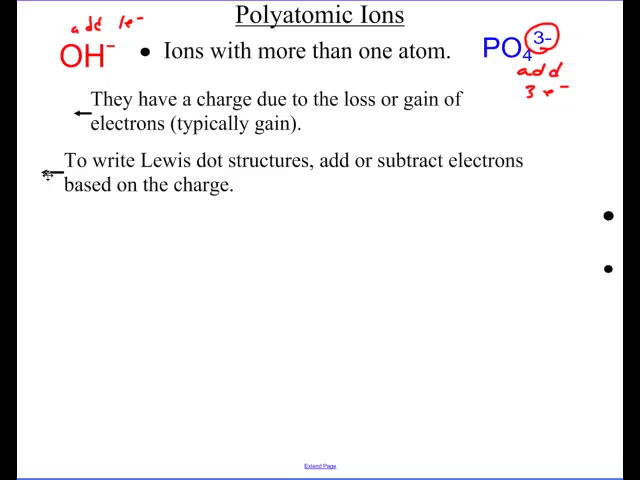 Polyatomic Ions
add 1e-
OH⁻
• Ions with more than one atom.
PO₄³⁻
add
3 e-
They have a charge due to the loss or gain of
electrons (typically gain).
To write Lewis dot structures, add or subtract electrons
based on the charge.
Extend Page